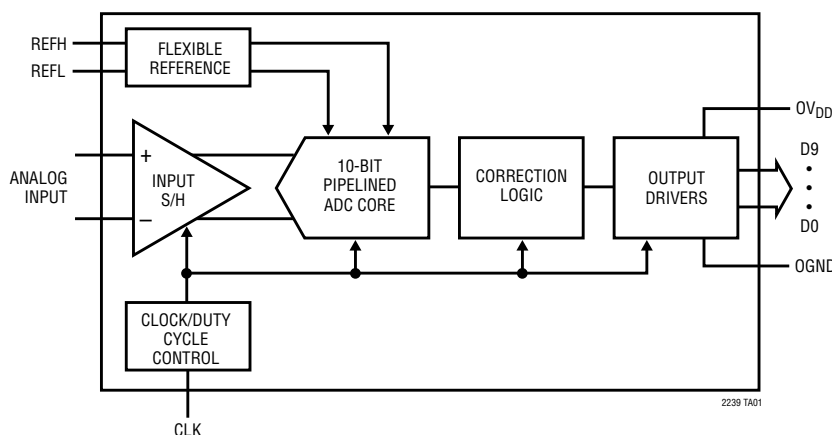 REFH
REFL
FLEXIBLE
REFERENCE
OVDD
ANALOG
INPUT
+
−
INPUT
S/H
10-BIT
PIPELINED
ADC CORE
CORRECTION
LOGIC
OUTPUT
DRIVERS
D9
•
•
•
D0
OGND
CLOCK/DUTY
CYCLE
CONTROL
CLK
2239 TA01